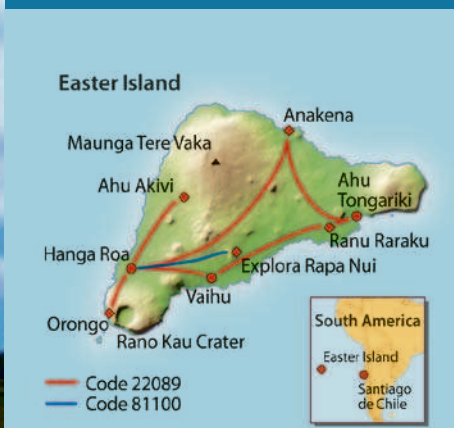 Easter Island
Anakena
Maunga Tere Vaka
Ahu Akivi
Ahu
Tongariki
Hanga Roa
Ranu Raraku
Explora Rapa Nui
Vaihu
Orongo
Rano Kau Crater
Code 22089
Code 81100
South America
Easter Island
Santiago
de Chile